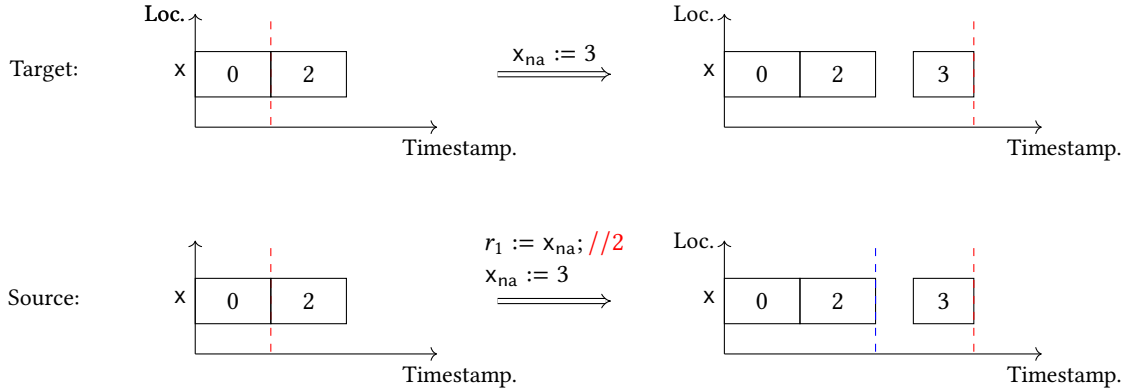 Loc.
Target:
x
0
2
Timestamp.
x_na := 3
Loc.
x
0
2
3
Timestamp.
Source:
x
0
2
Timestamp.
r_1 := x_na; //2
x_na := 3
Loc.
x
0
2
3
Timestamp.